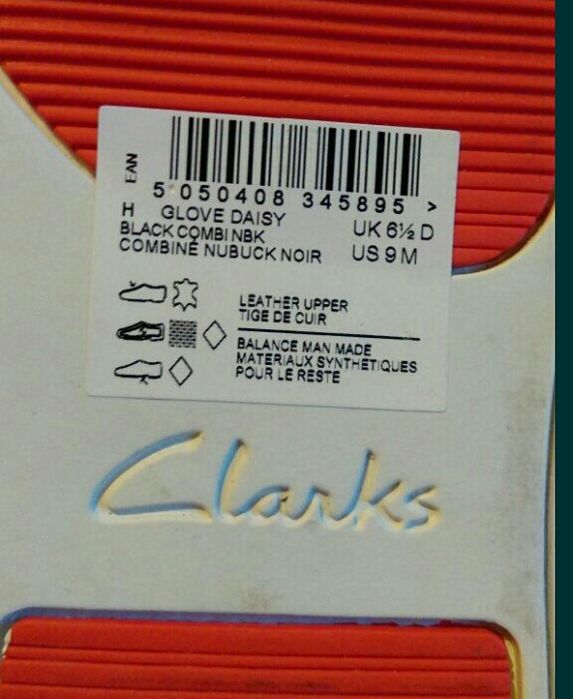 EAN
5 050408 345895 >
H GLOVE DAISY
BLACK COMBI NBK UK 6½ D
COMBINÉ NUBUCK NOIR US 9 M
LEATHER UPPER
TIGE DE CUIR
BALANCE MAN MADE
MATERIAUX SYNTHETIQUES
POUR LE RESTE
Clarks